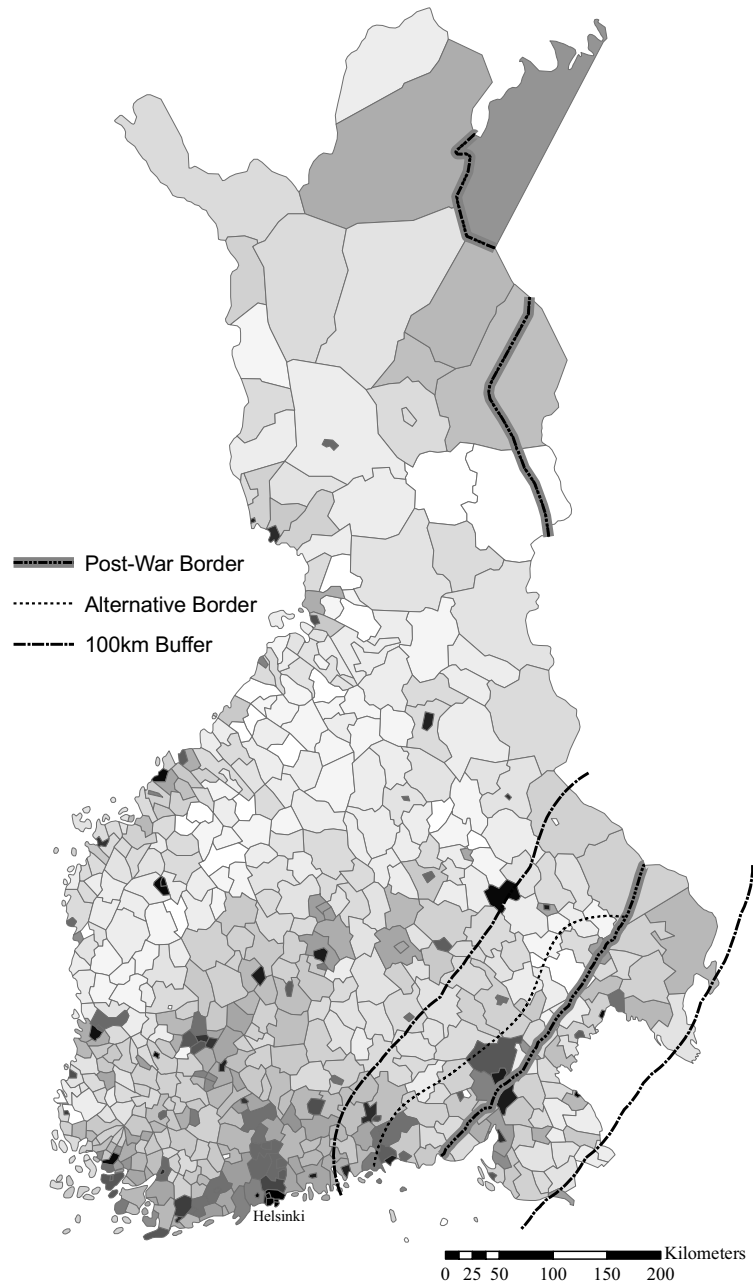 Post-War Border
Alternative Border
100km Buffer
Helsinki
Kilometers
0 25 50 100 150 200